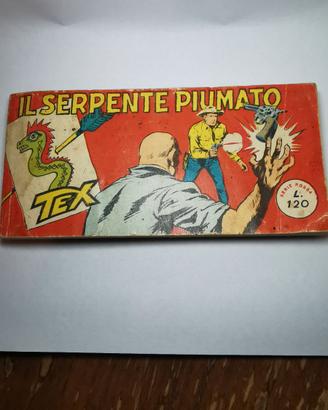 IL SERPENTE PIUMATO
TEX
SERIE ROSSA
L.
120